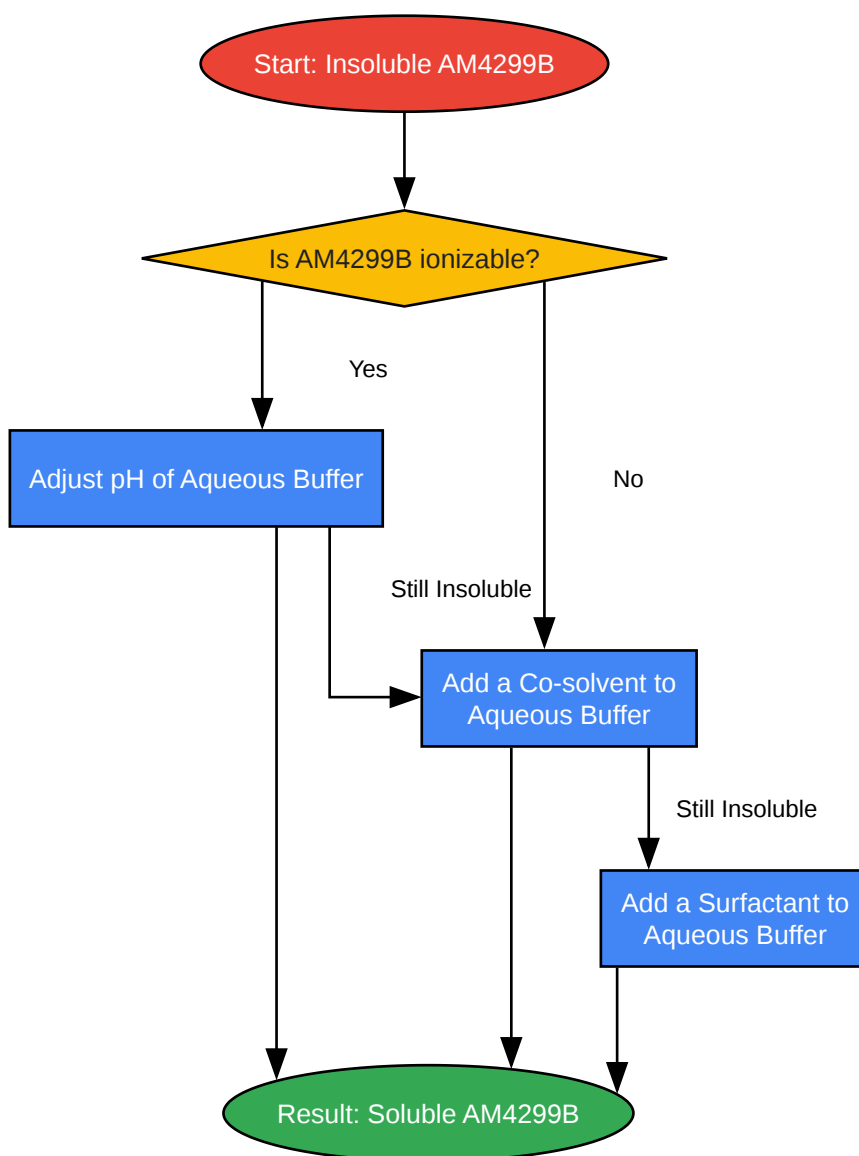 Start: Insoluble AM4299B
Is AM4299B ionizable?
Yes
Adjust pH of Aqueous Buffer
No
Still Insoluble
Add a Co-solvent to
Aqueous Buffer
Still Insoluble
Add a Surfactant to
Aqueous Buffer
Result: Soluble AM4299B